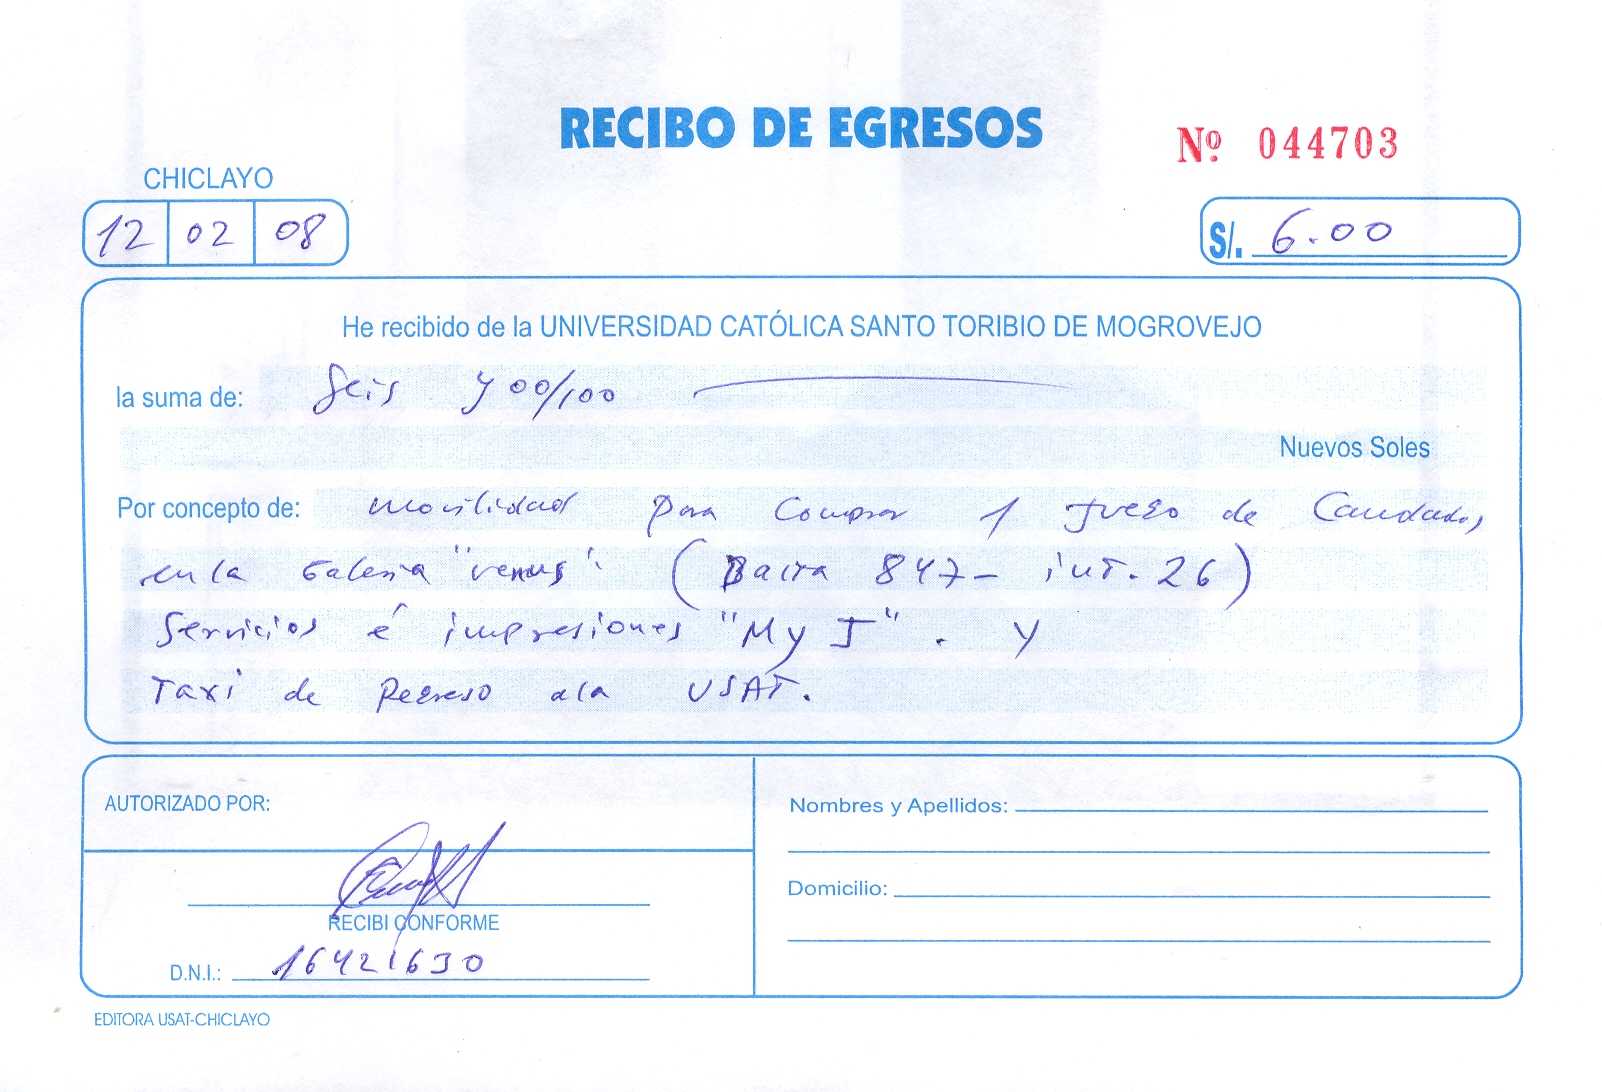 RECIBO DE EGRESOS
Nº 044703
CHICLAYO
12 02 08
S/. 6.00
He recibido de la UNIVERSIDAD CATÓLICA SANTO TORIBIO DE MOGROVEJO
la suma de: Seis y 00/100
Nuevos Soles
Por concepto de: movilidad para Comprar 1 Juego de Candados
en la Galeria "Venus" (Balta 847- int. 26)
Servicios é impresiones "My J". Y
Taxi de Regreso a la USAT.
AUTORIZADO POR:
Nombres y Apellidos:
Domicilio:
RECIBI CONFORME
D.N.I.: 16421630
EDITORA USAT-CHICLAYO